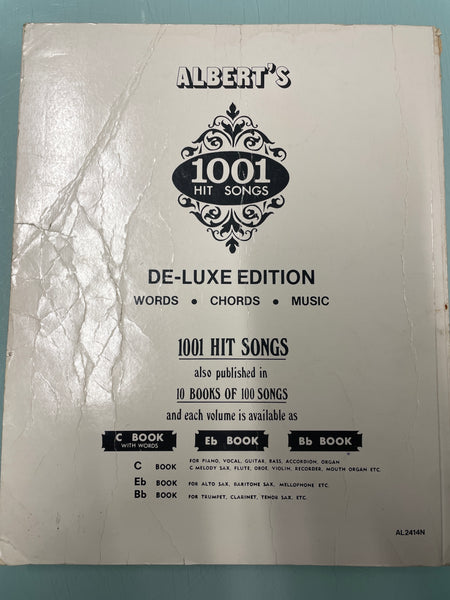 ALBERT'S
1001
HIT SONGS
DE-LUXE EDITION
WORDS • CHORDS • MUSIC
1001 HIT SONGS
also published in
10 BOOKS OF 100 SONGS
and each volume is available as
C BOOK WITH WORDS Eb BOOK Bb BOOK
C BOOK FOR PIANO, VOCAL, GUITAR, BASS, ACCORDION, ORGAN
C MELODY SAX, FLUTE, OBOE, VIOLIN, RECORDER, MOUTH ORGAN ETC.
Eb BOOK FOR ALTO SAX, BARITONE SAX, MELLOPHONE ETC.
Bb BOOK FOR TRUMPET, CLARINET, TENOR SAX, ETC.
AL2414N